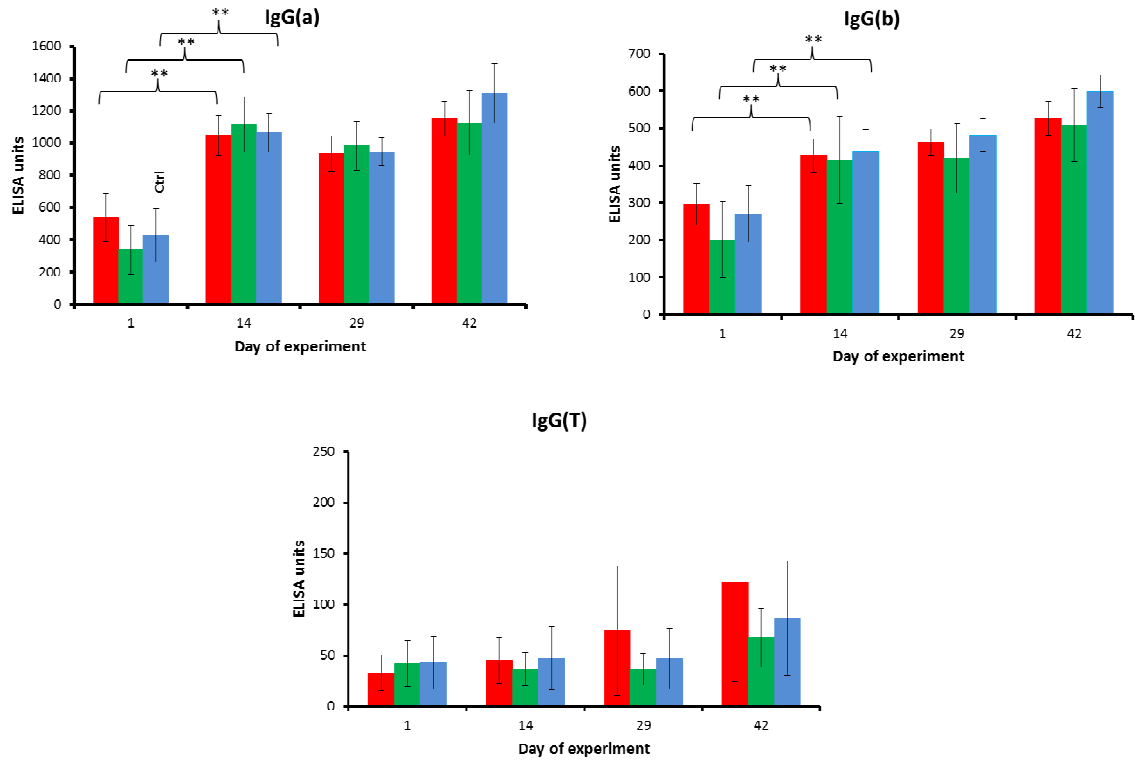 IgG(a)
**
**
**
1600
1400
1200
1000
800
600
400
200
0
ELISA units
Ctrl
1 14 29 42
Day of experiment
IgG(b)
**
**
**
700
600
500
400
300
200
100
0
ELISA units
1 14 29 42
Day of experiment
IgG(T)
250
200
150
100
50
0
ELISA units
1 14 29 42
Day of experiment